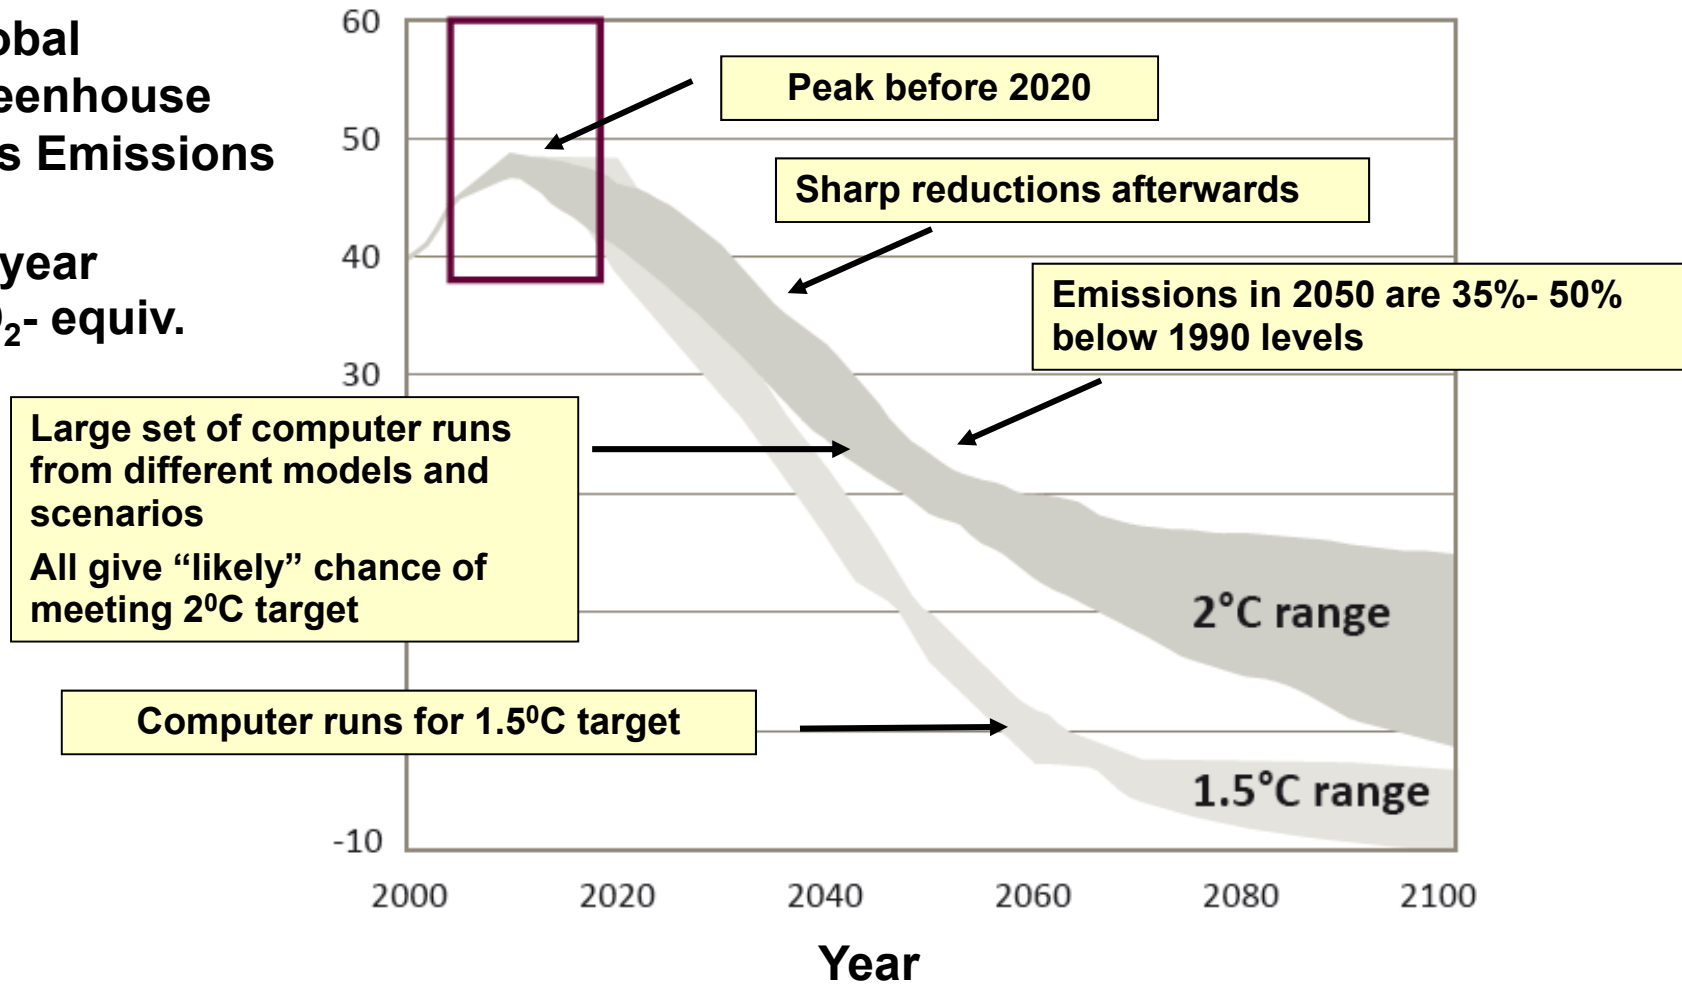 obal
eenhouse
s Emissions
year
2- equiv.
60
50
40
30
-10
Peak before 2020
Sharp reductions afterwards
Emissions in 2050 are 35%- 50%
below 1990 levels
Large set of computer runs
from different models and
scenarios
All give “likely” chance of
meeting 2⁰C target
Computer runs for 1.5⁰C target
2°C range
1.5°C range
2000 2020 2040 2060 2080 2100
Year